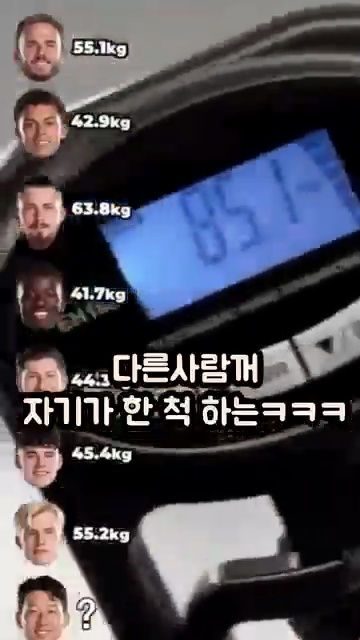 55.1kg
42.9kg
63.8kg
41.7kg
44.3
다른사람꺼
자기가 한 척 하는ㅋㅋㅋ
45.4kg
55.2kg
?